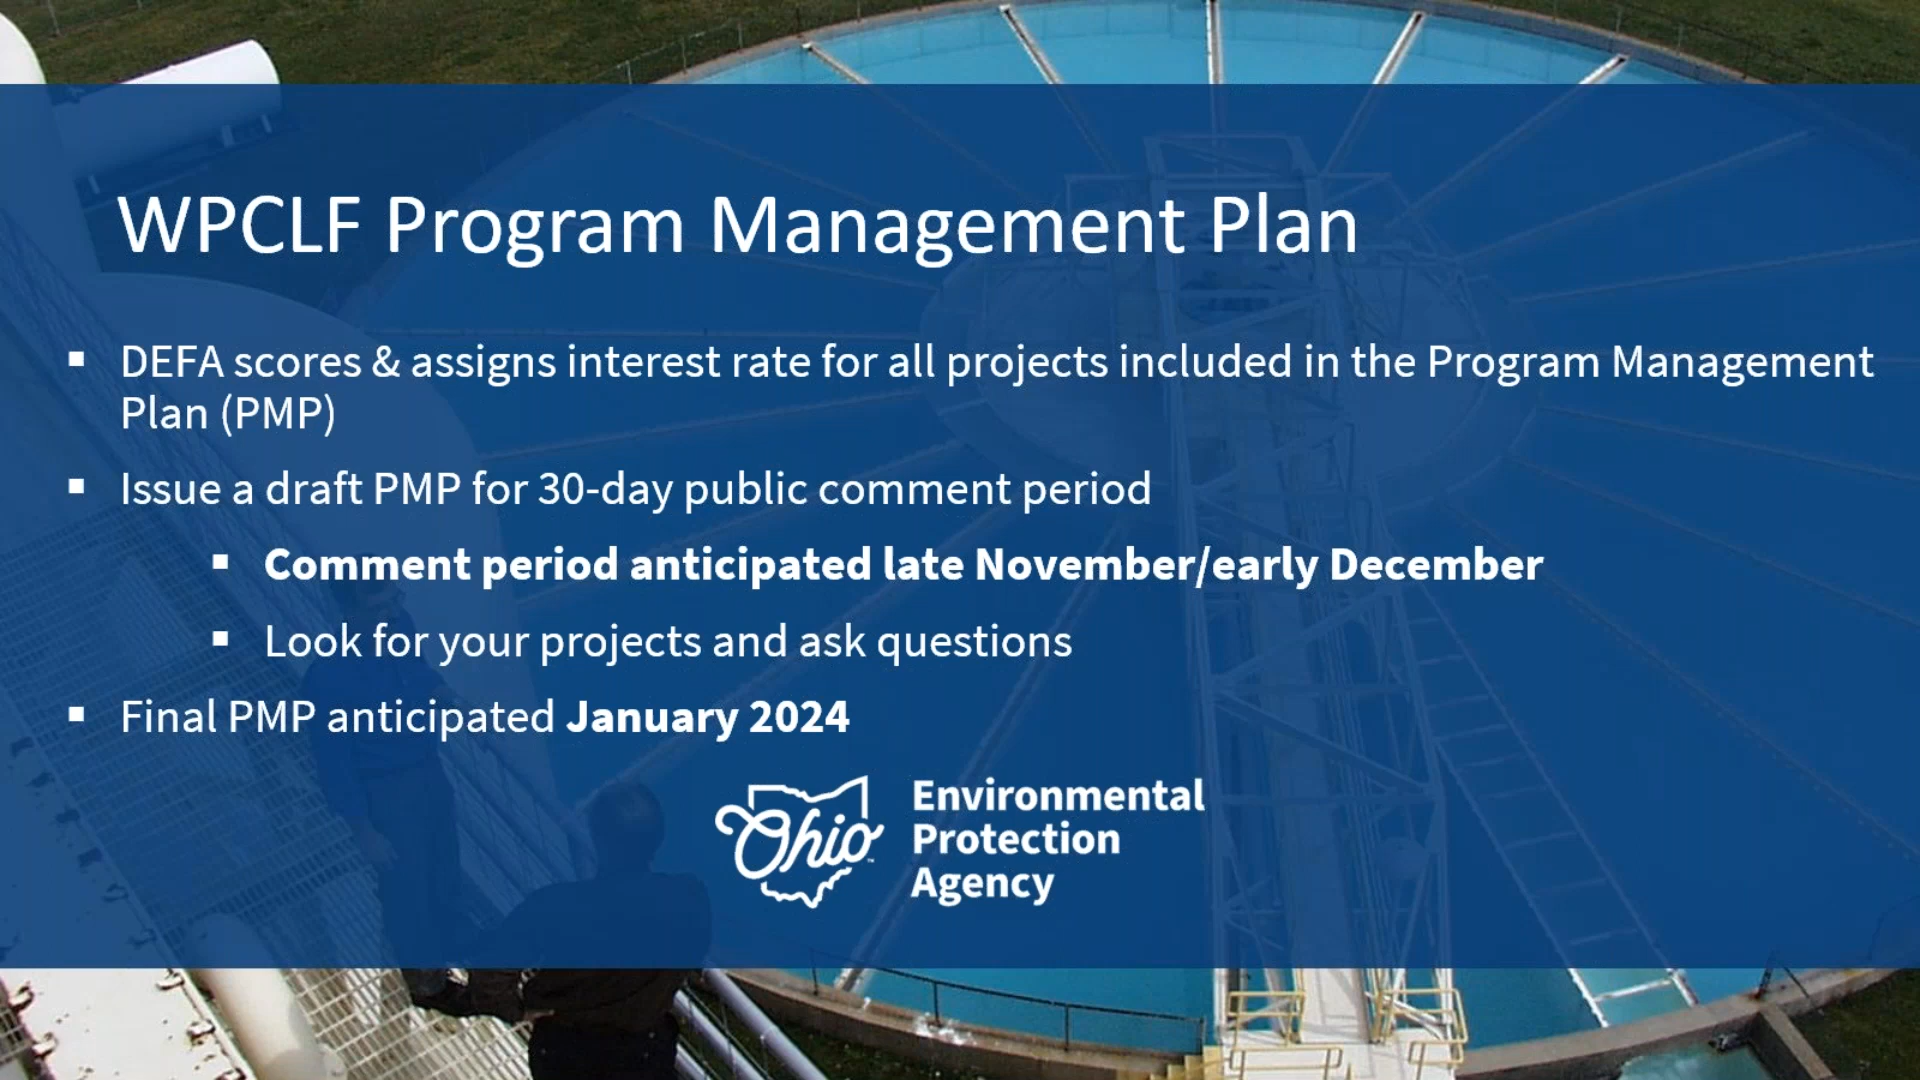 WPCLF Program Management Plan
▪ DEFA scores & assigns interest rate for all projects included in the Program Management
Plan (PMP)
▪ Issue a draft PMP for 30-day public comment period
▪ Comment period anticipated late November/early December
▪ Look for your projects and ask questions
▪ Final PMP anticipated January 2024
Ohio™
Environmental
Protection
Agency